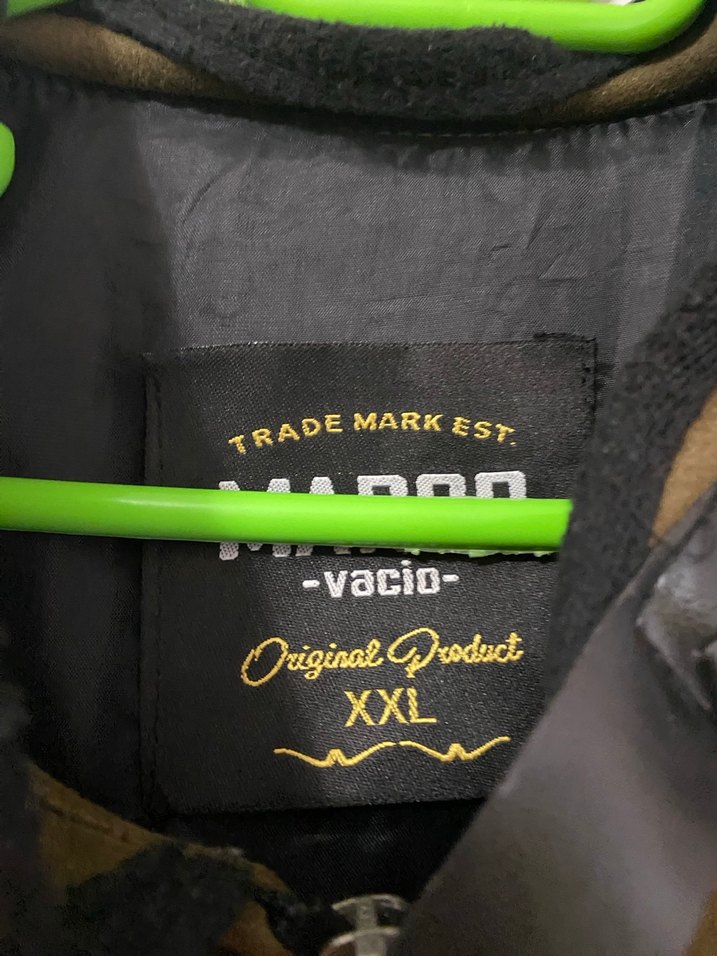 TRADE MARK EST.
-vacio-
Original Product
XXL